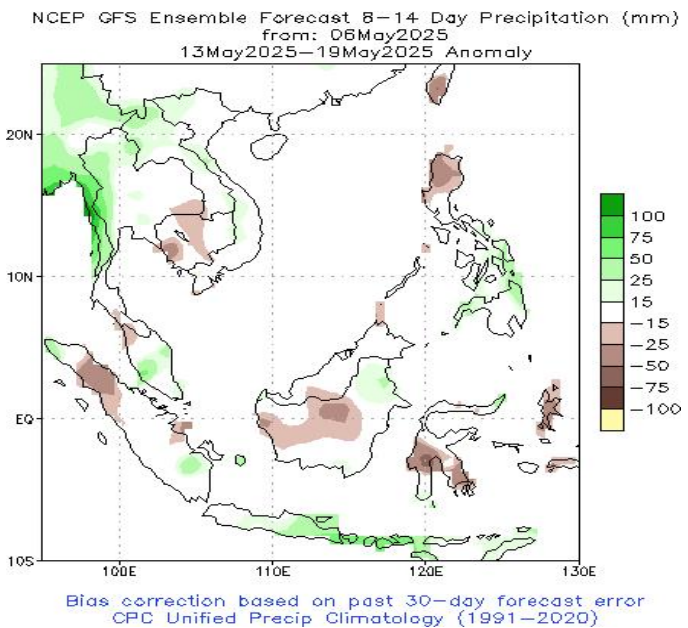 NCEP GFS Ensemble Forecast 8-14 Day Precipitation (mm)
from: 06May2025
13May2025-19May2025 Anomaly
20N
10N
EQ
10S
100E
110E
120E
130E
100
75
50
25
15
-15
-25
-50
-75
-100
Bias correction based on past 30-day forecast error
CPC Unified Precip Climatology (1991-2020)